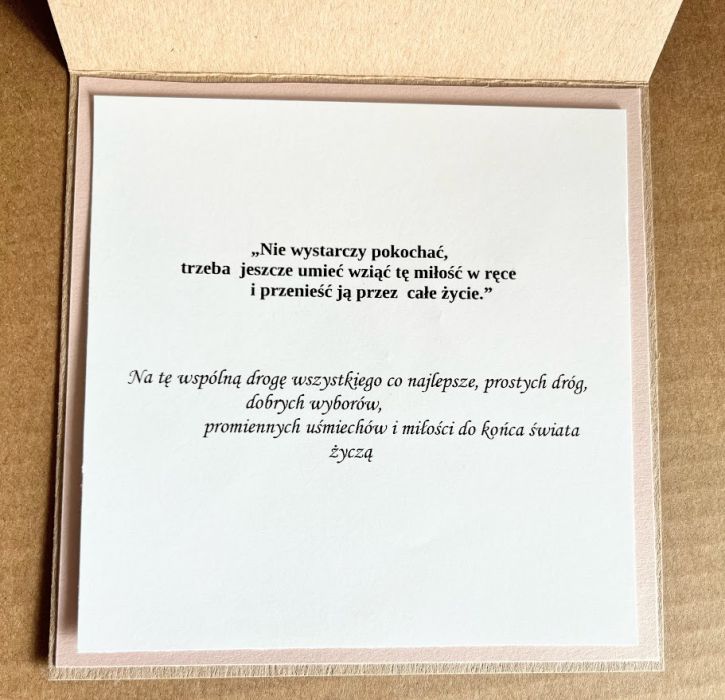 „Nie wystarczy pokochać,
trzeba jeszcze umieć wziąć tę miłość w ręce
i przenieść ją przez całe życie.”
Na tę wspólną drogę wszystkiego co najlepsze, prostych dróg,
dobrych wyborów,
promiennych uśmiechów i miłości do końca świata
życzą